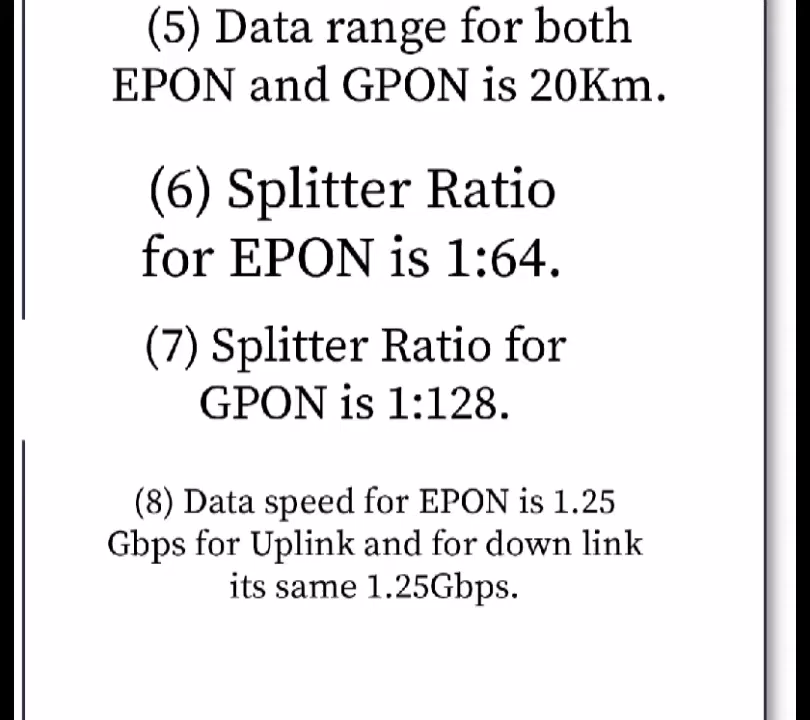 (5) Data range for both
EPON and GPON is 20Km.
(6) Splitter Ratio
for EPON is 1:64.
(7) Splitter Ratio for
GPON is 1:128.
(8) Data speed for EPON is 1.25
Gbps for Uplink and for down link
its same 1.25Gbps.